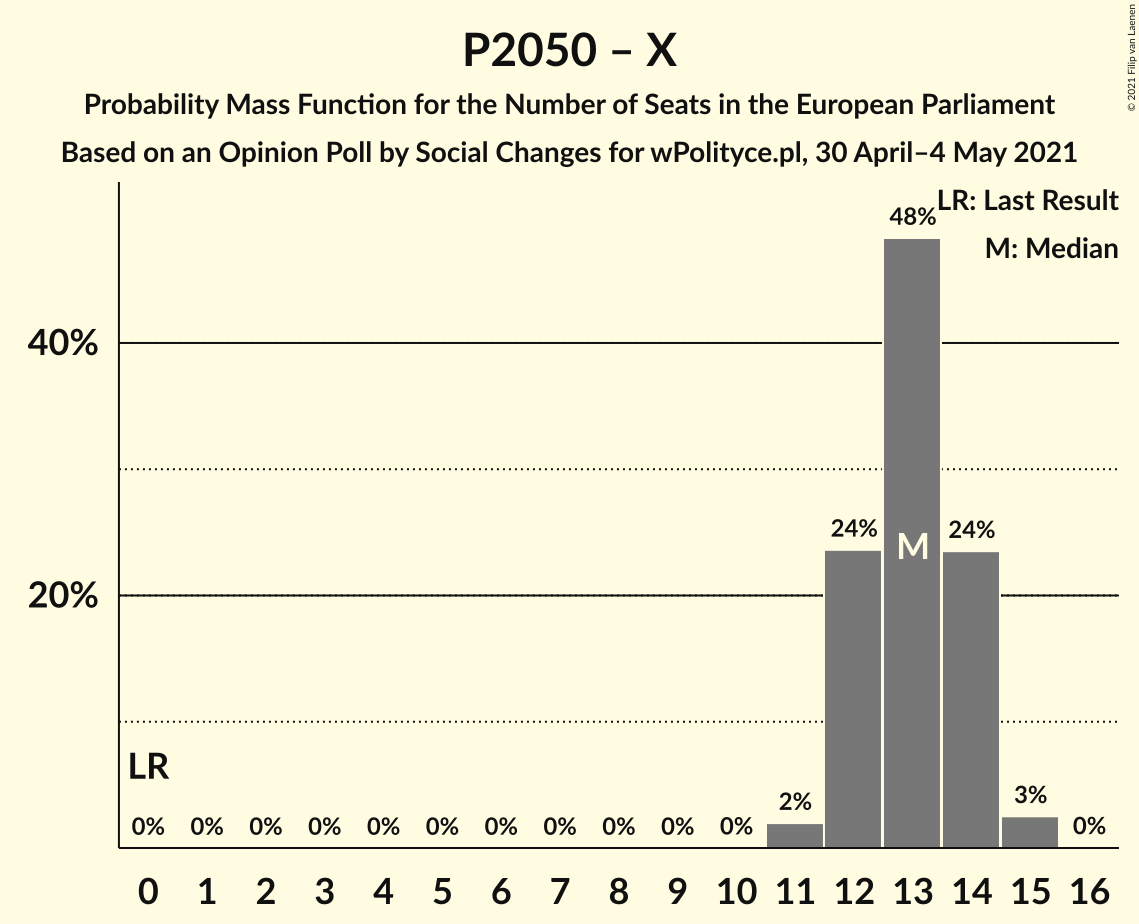 P2050 – X
Probability Mass Function for the Number of Seats in the European Parliament
Based on an Opinion Poll by Social Changes for wPolityce.pl, 30 April–4 May 2021
© 2021 Filip van Laenen
LR: Last Result
M: Median
48%
40%
24%
M
24%
20%
LR
0% 0% 0% 0% 0% 0% 0% 0% 0% 0% 0% 2% 3% 0%
0 1 2 3 4 5 6 7 8 9 10 11 12 13 14 15 16